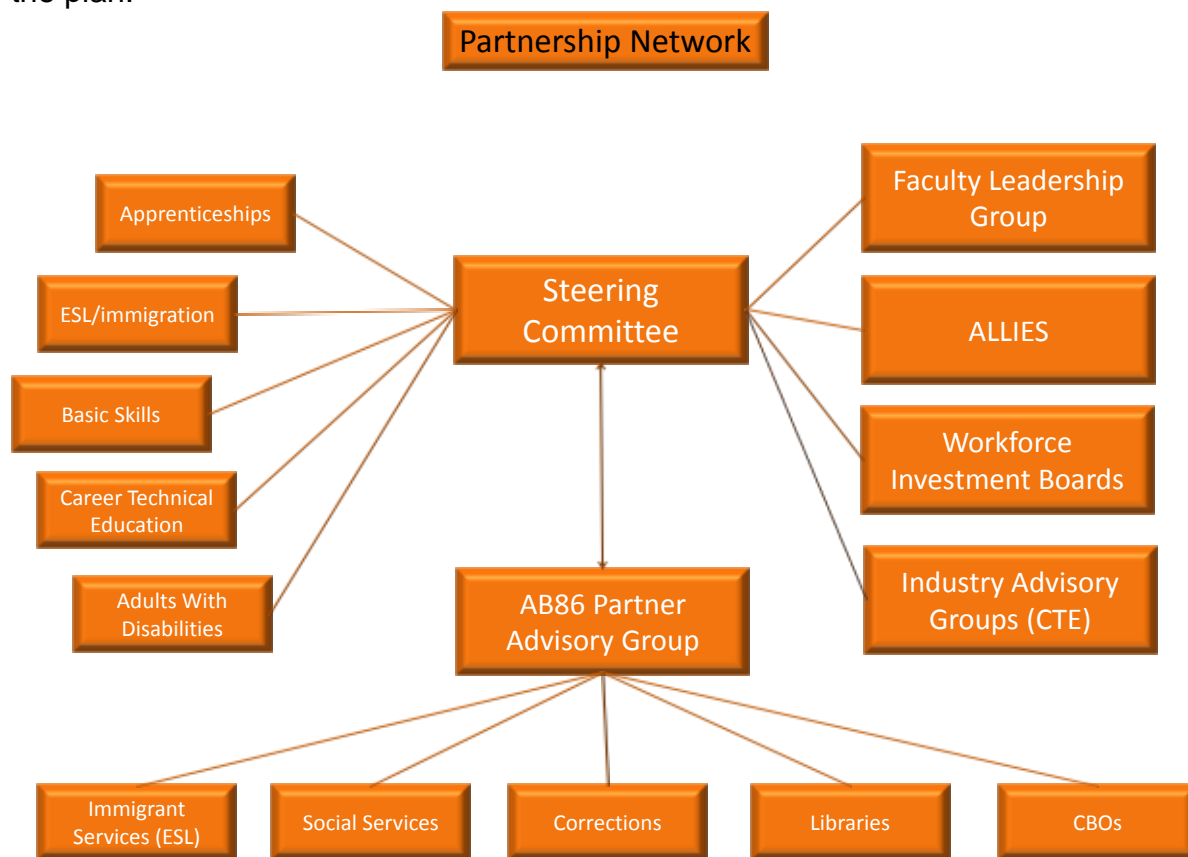 the plan.
Partnership Network
Apprenticeships
ESL/immigration
Basic Skills
Career Technical
Education
Adults With
Disabilities
Steering
Committee
AB86 Partner
Advisory Group
Faculty Leadership
Group
ALLIES
Workforce
Investment Boards
Industry Advisory
Groups (CTE)
Immigrant
Services (ESL)
Social Services
Corrections
Libraries
CBOs